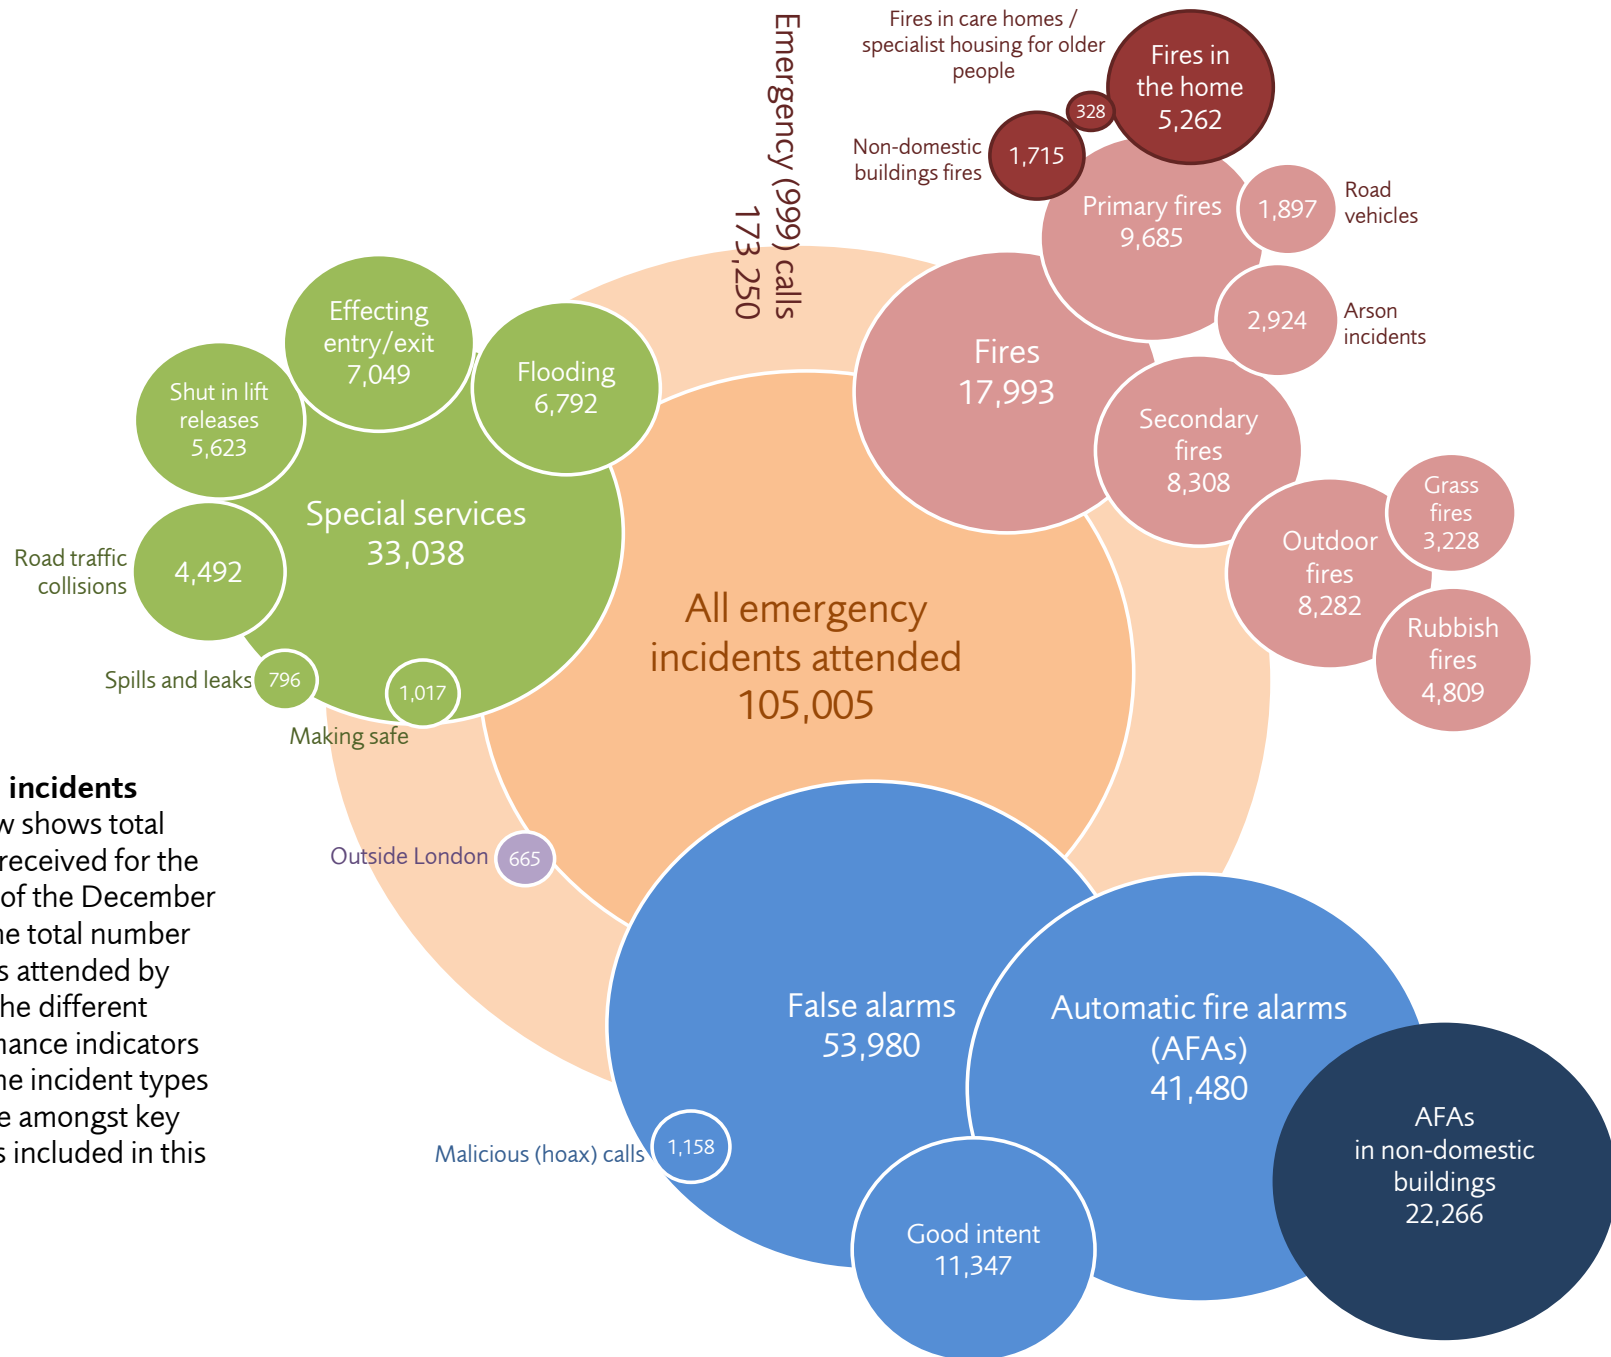 Emergency (999) calls
173,250
Fires in care homes /
specialist housing for older
people
328
Fires in
the home
5,262
Non-domestic
buildings fires
1,715
Primary fires
9,685
1,897
Road
vehicles
2,924
Arson
incidents
Fires
17,993
Secondary
fires
8,308
Outdoor
fires
8,282
Grass
fires
3,228
Rubbish
fires
4,809
Effecting
entry/exit
7,049
Flooding
6,792
Shut in lift
releases
5,623
Special services
33,038
Road traffic
collisions
4,492
Spills and leaks
796
1,017
Making safe
All emergency
incidents attended
105,005
Outside London
665
incidents
w shows total
received for the
of the December
ne total number
s attended by
he different
nance indicators
ne incident types
e amongst key
s included in this
False alarms
53,980
Automatic fire alarms
(AFAs)
41,480
AFAs
in non-domestic
buildings
22,266
Malicious (hoax) calls
1,158
Good intent
11,347